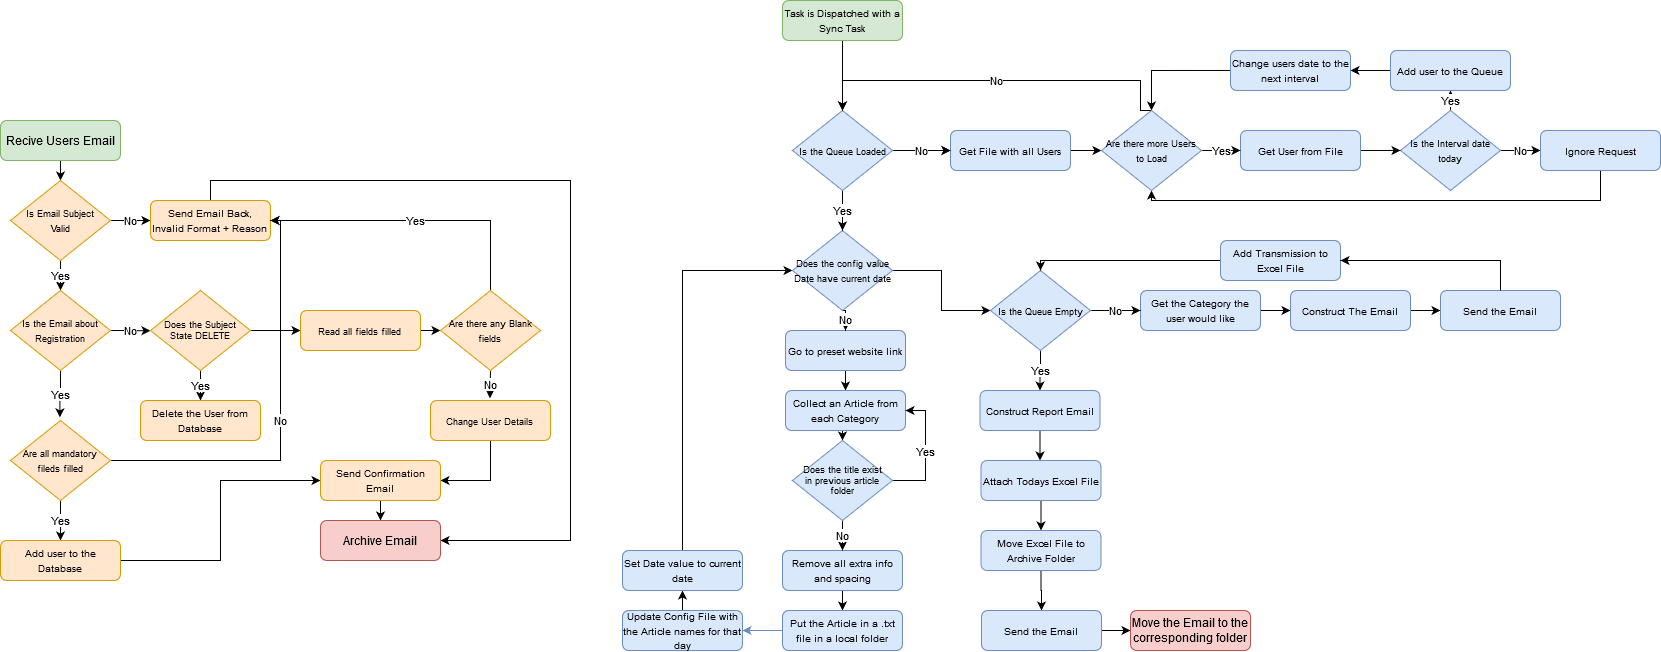 Recive Users Email
Is Email Subject
Valid
No
Send Email Back,
Invalid Format + Reason
Yes
Yes
Is the Email about
Registration
No
Does the Subject
State DELETE
Read all fields filled
Are there any Blank
fields
Yes
Yes
No
Delete the User from
Database
No
Change User Details
Are all mandatory
fileds filled
Send Confirmation
Email
Yes
Archive Email
Add user to the
Database
Task is Dispatched with a
Sync Task
No
Change users date to the
next interval
Add user to the Queue
Yes
Is the Queue Loaded
No
Get File with all Users
Are there more Users
to Load
Yes
Get User from File
Is the Interval date
today
No
Ignore Request
Yes
Does the config value
Date have current date
Add Transmission to
Excel File
Is the Queue Empty
No
Get the Category the
user would like
Construct The Email
Send the Email
No
Go to preset website link
Yes
Collect an Article from
each Category
Construct Report Email
Yes
Does the title exist
in previous article
folder
Attach Todays Excel File
No
Move Excel File to
Archive Folder
Set Date value to current
date
Remove all extra info
and spacing
Update Config File with
the Article names for that
day
Put the Article in a .txt
file in a local folder
Send the Email
Move the Email to the
corresponding folder